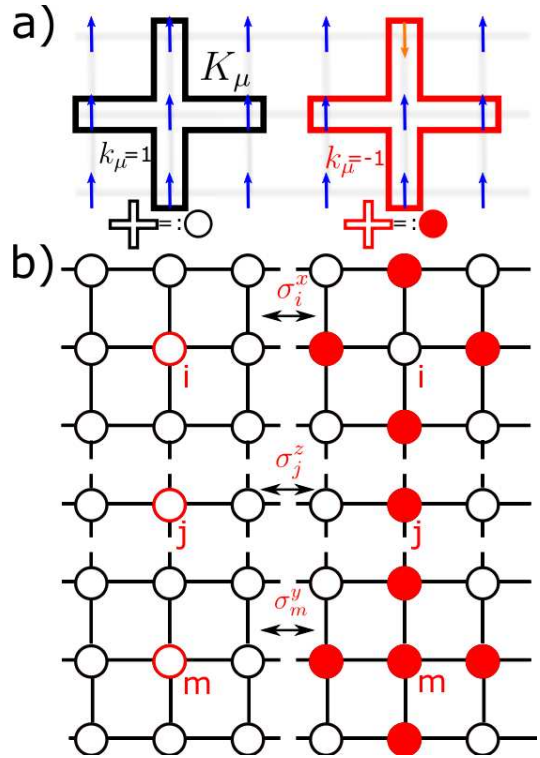 a)
K_μ
k_μ=1
k_μ=-1
=:
=:
b)
σ_i^x
i
i
σ_j^z
j
j
σ_m^y
m
m